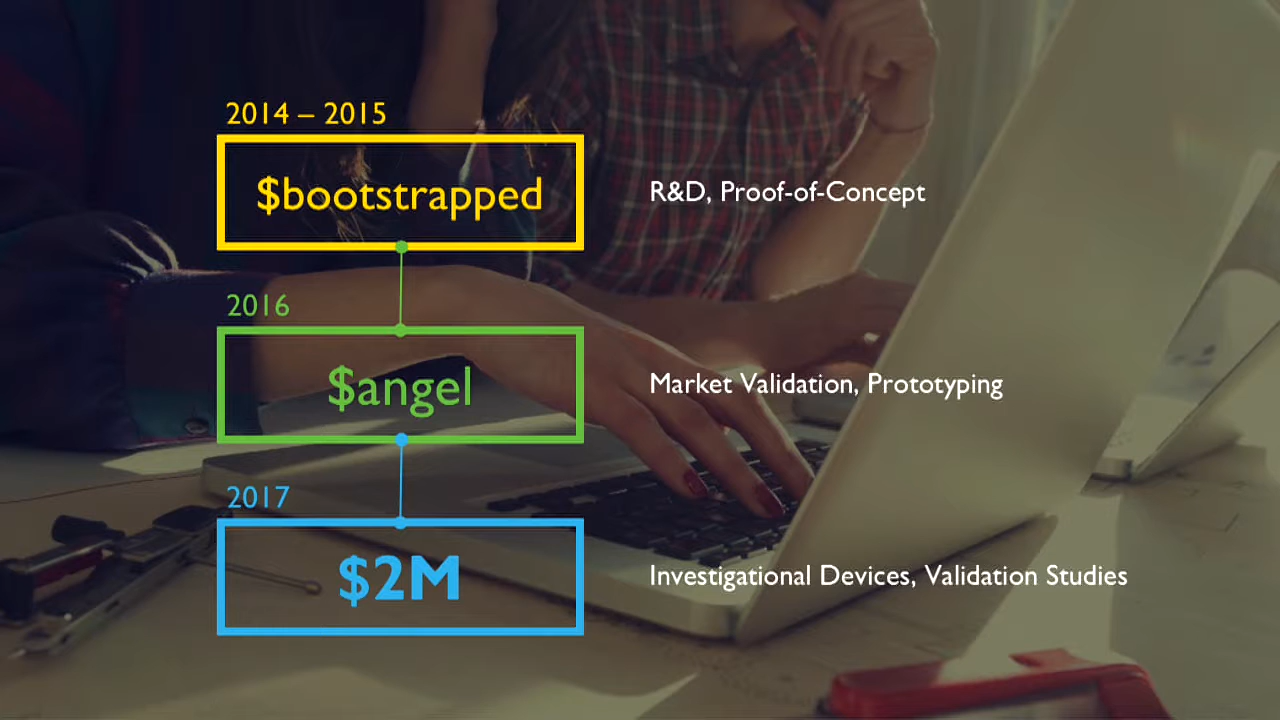 2014 – 2015
$bootstrapped
R&D, Proof-of-Concept
2016
$angel
Market Validation, Prototyping
2017
$2M
Investigational Devices, Validation Studies